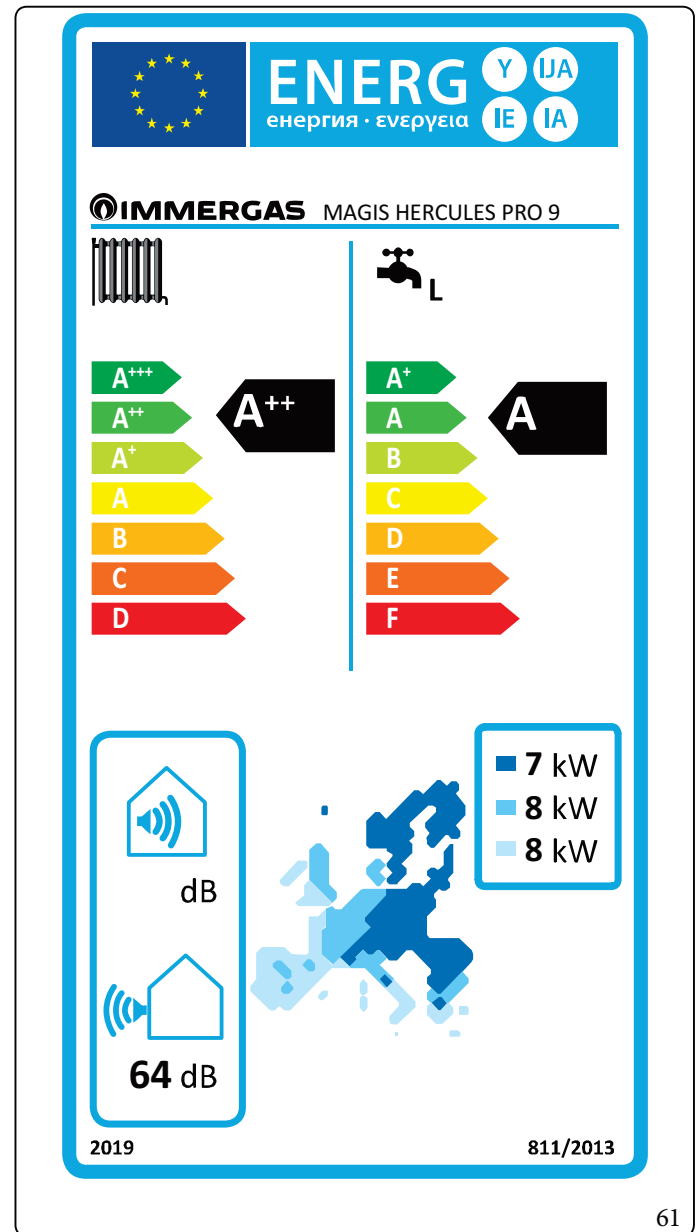 ENERG Y IJA
енергия · ενεργεια IE IA
IMMERGAS MAGIS HERCULES PRO 9
L
A+++
A++
A+
A
B
C
D
A++
A+
A
B
C
D
E
F
A
dB
64 dB
7 kW
8 kW
8 kW
2019 811/2013
61